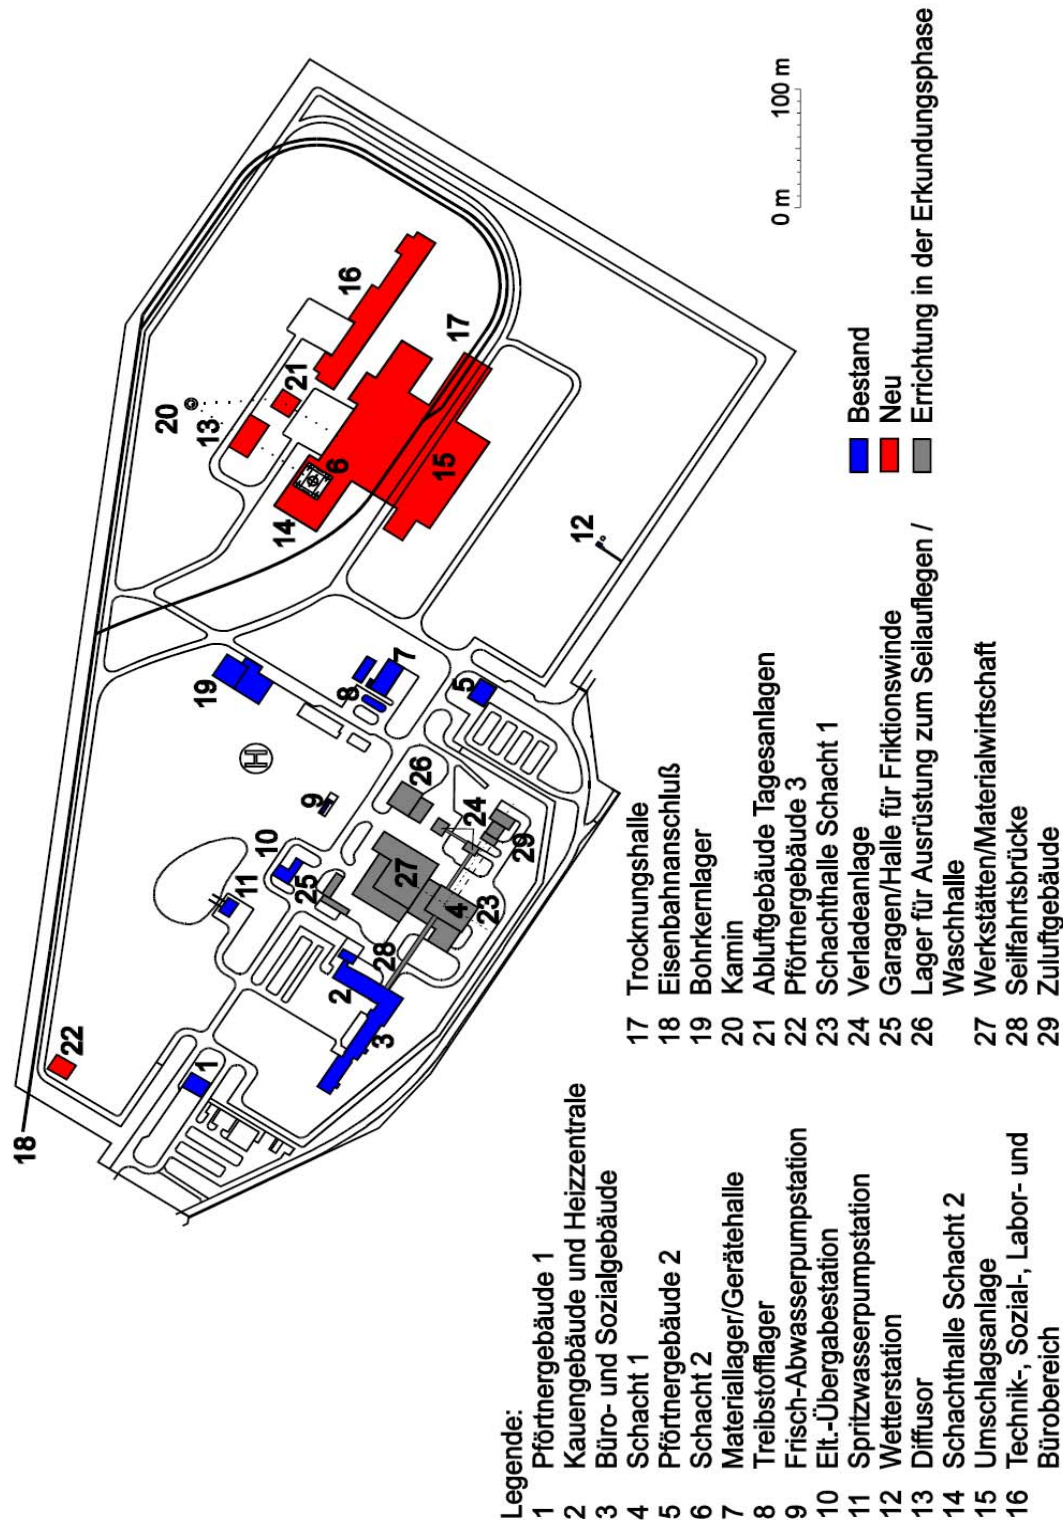 18
22
1
11
10
9
H
19
20
13
21
16
14
6
17
15
12
8
7
5
26
24
29
25
27
4
23
28
2
3
0 m 100 m
Bestand
Neu
Errichtung in der Erkundungsphase
Legende:
1 Pförtnergebäude 1
2 Kauengebäude und Heizzentrale
3 Büro- und Sozialgebäude
4 Schacht 1
5 Pförtnergebäude 2
6 Schacht 2
7 Materiallager/Gerätehalle
8 Treibstofflager
9 Frisch-Abwasserpumpstation
10 Elt.-Übergabestation
11 Spritzwasserpumpstation
12 Wetterstation
13 Diffusor
14 Schachthalle Schacht 2
15 Umschlagsanlage
16 Technik-, Sozial-, Labor- und
Bürobereich
17 Trocknungshalle
18 Eisenbahnanschluß
19 Bohrkernlager
20 Kamin
21 Abluftgebäude Tagesanlagen
22 Pförtnergebäude 3
23 Schachthalle Schacht 1
24 Verladeanlage
25 Garagen/Halle für Friktionswinde
26 Lager für Ausrüstung zum Seilauflegen /
Waschhalle
27 Werkstätten/Materialwirtschaft
28 Seilfahrtsbrücke
29 Zuluftgebäude